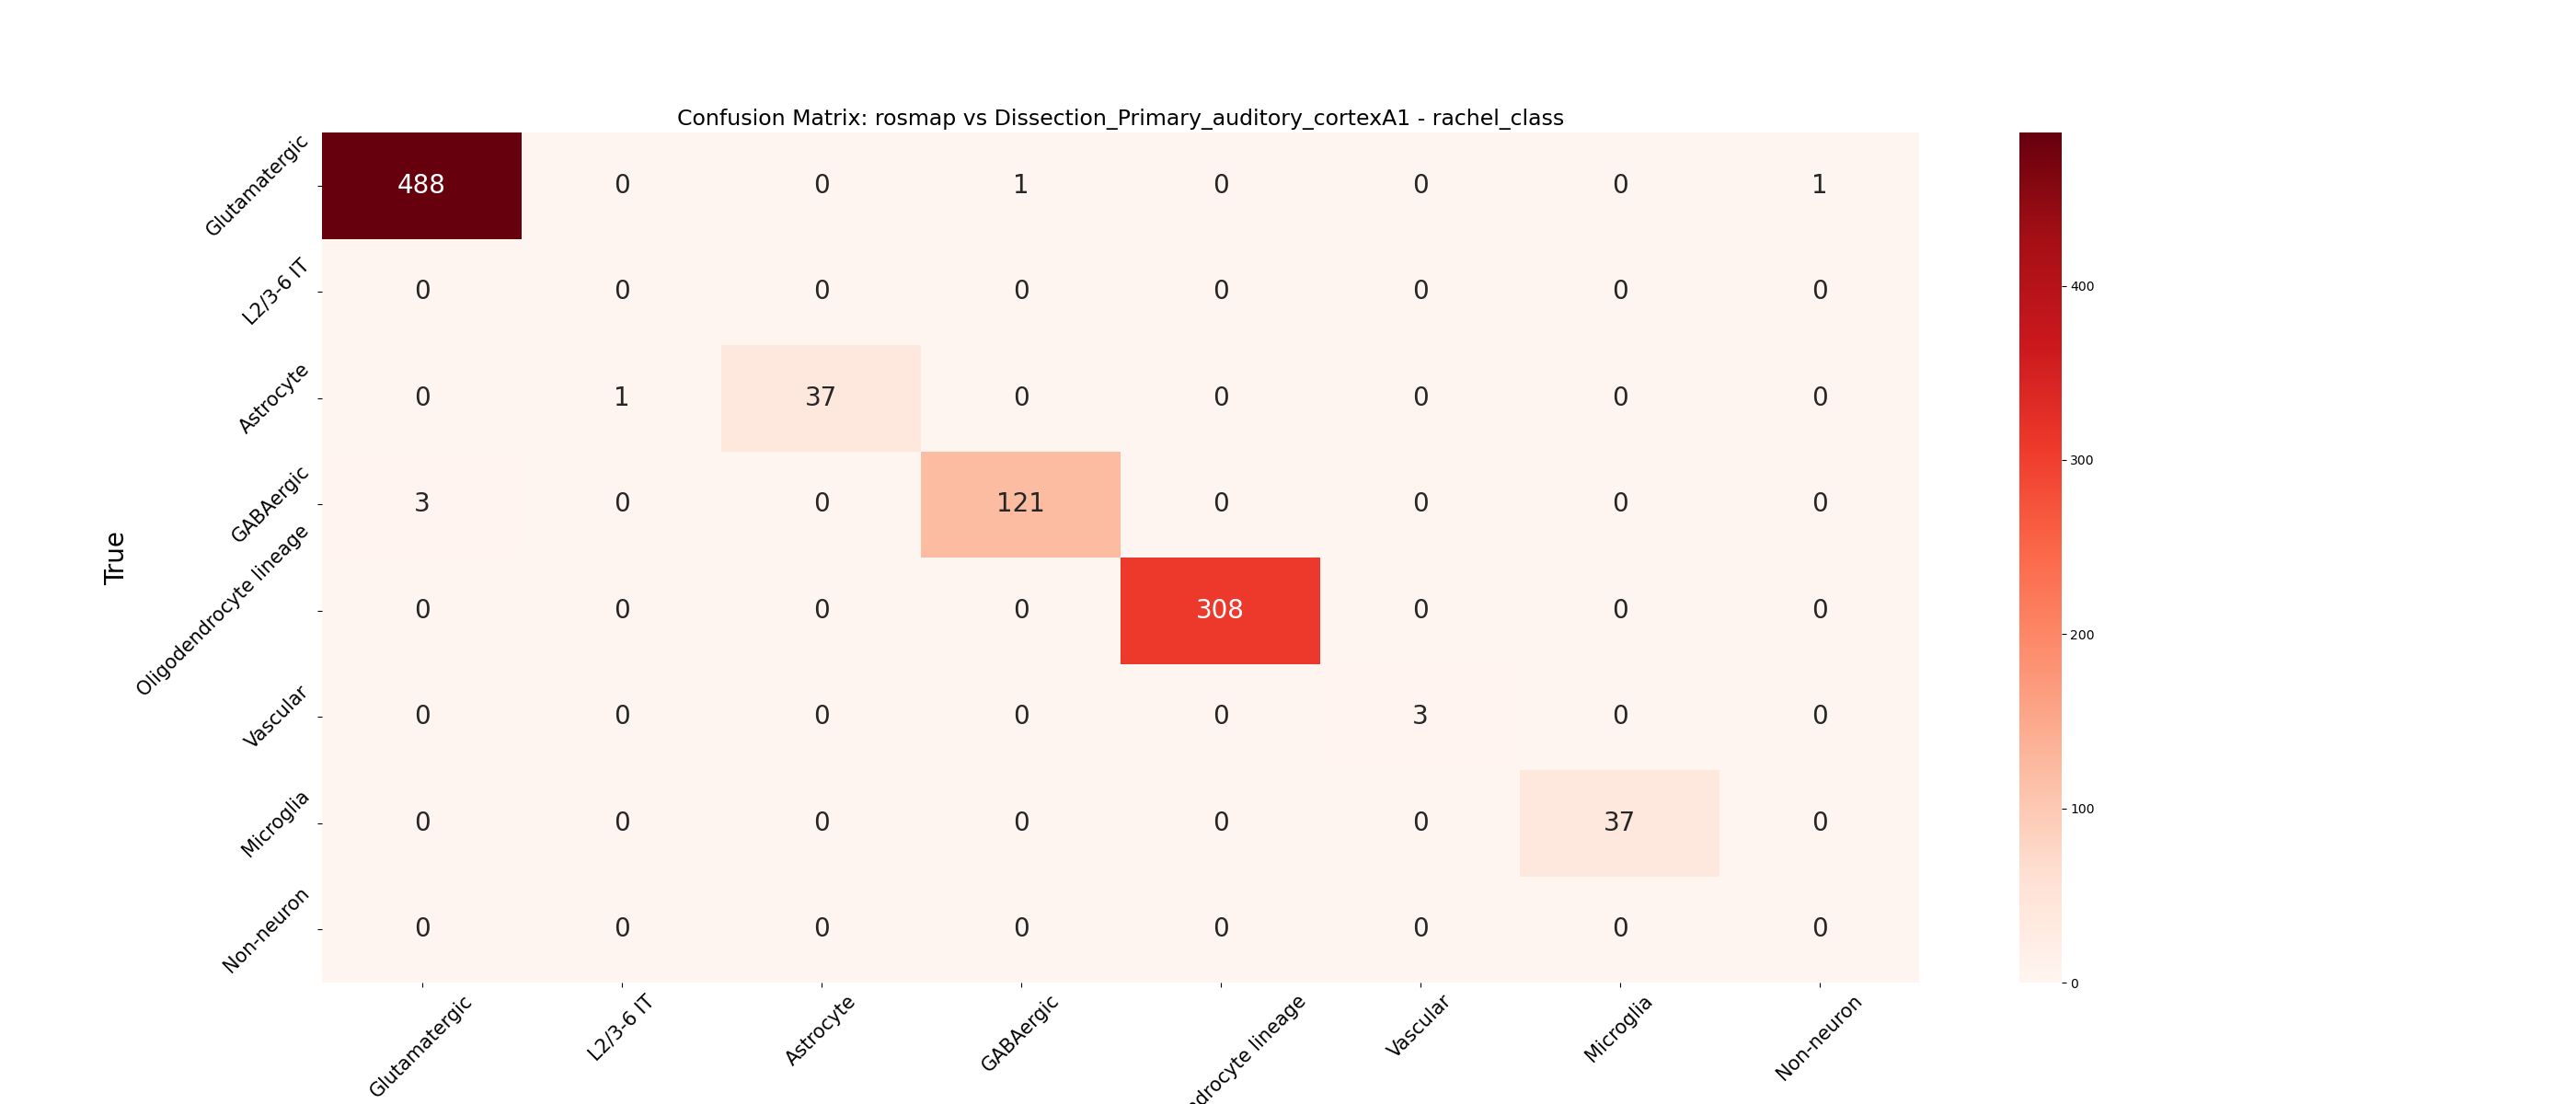 Confusion Matrix: rosmap vs Dissection_Primary_auditory_cortexA1 - rachel_class
True
Glutamatergic 488 0 0 1 0 0 0 1
L2/3-6 IT 0 0 0 0 0 0 0 0
Astrocyte 0 1 37 0 0 0 0 0
GABAergic 3 0 0 121 0 0 0 0
Oligodendrocyte lineage 0 0 0 0 308 0 0 0
Vascular 0 0 0 0 0 3 0 0
Microglia 0 0 0 0 0 0 37 0
Non-neuron 0 0 0 0 0 0 0 0
Glutamatergic L2/3-6 IT Astrocyte GABAergic ndrocyte lineage Vascular Microglia Non-neuron
400
300
200
100
0